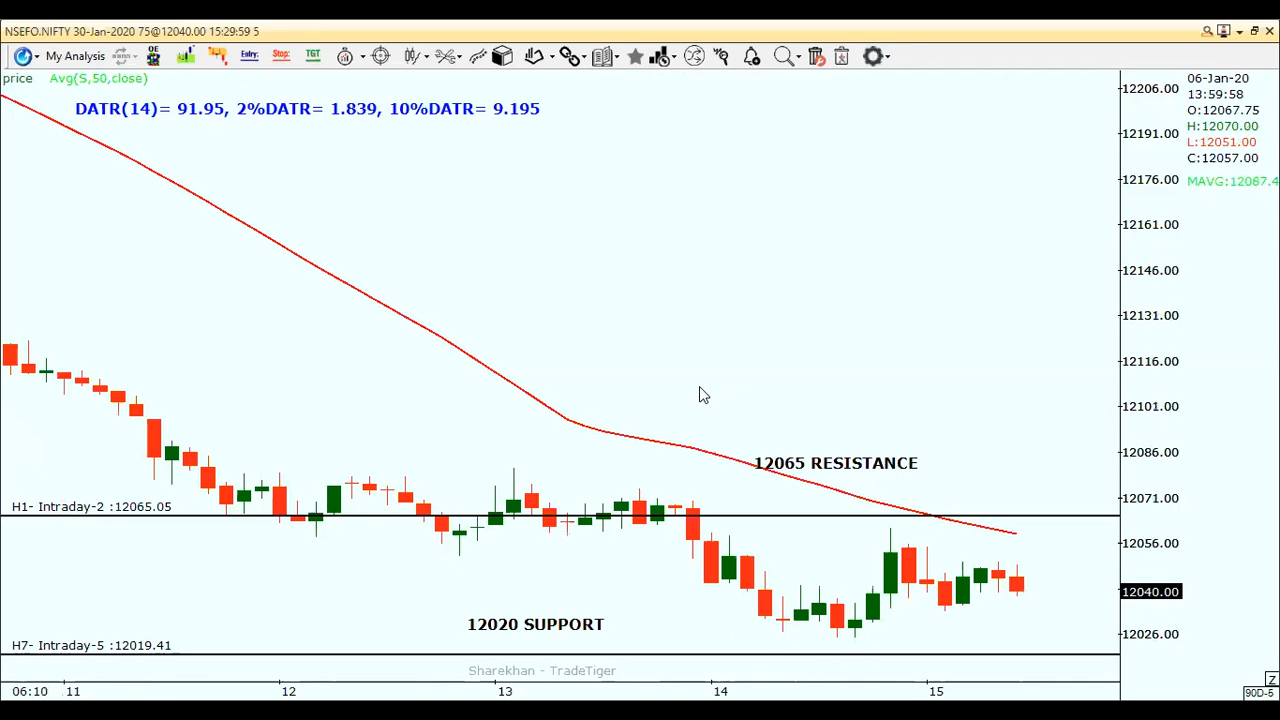 NSEFO.NIFTY 30-Jan-2020 75@12040.00 15:29:59 5
My Analysis
OE
Entry
Stop
TGT
price Avg(S,50,close)
DATR(14)= 91.95, 2%DATR= 1.839, 10%DATR= 9.195
06-Jan-20
13:59:58
O:12067.75
H:12070.00
L:12051.00
C:12057.00
MAVG:12067.4
12206.00
12191.00
12176.00
12161.00
12146.00
12131.00
12116.00
12101.00
12086.00
12071.00
12056.00
12040.00
12026.00
12065 RESISTANCE
H1- Intraday-2 :12065.05
12020 SUPPORT
H7- Intraday-5 :12019.41
Sharekhan - TradeTiger
06:10 11 12 13 14 15
Z
90D-5